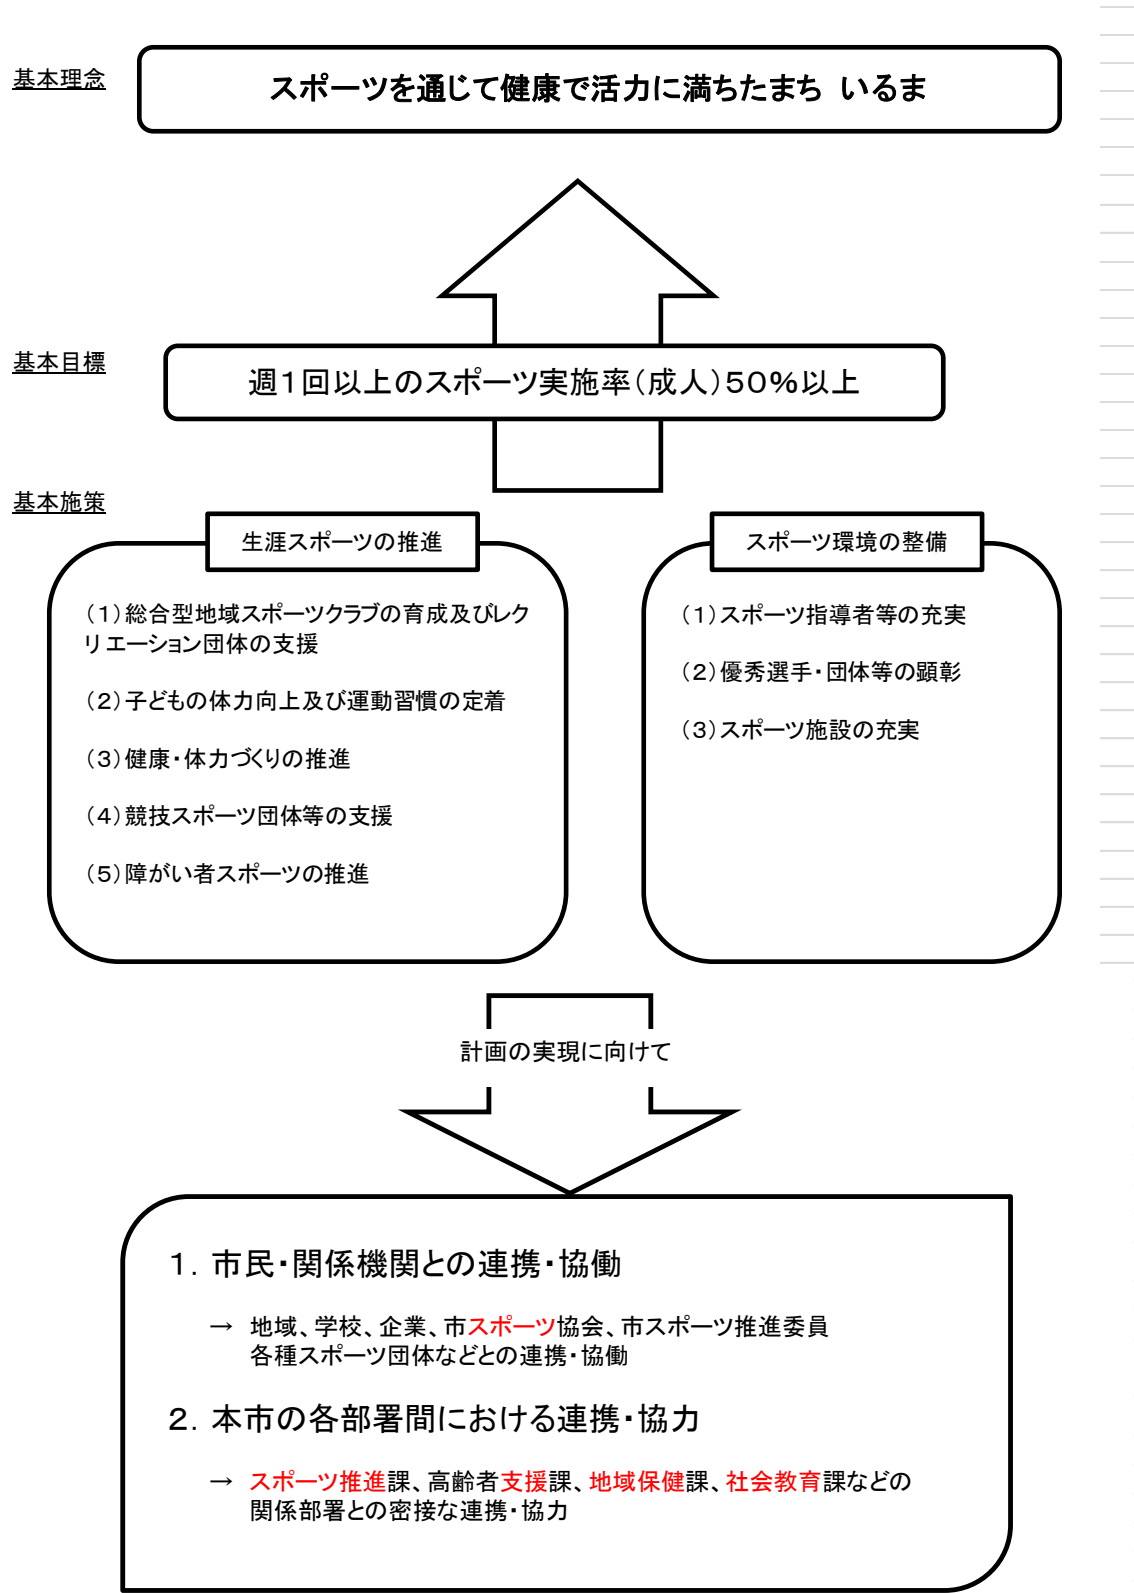 基本理念
スポーツを通じて健康で活力に満ちたまち いるま
基本目標
週1回以上のスポーツ実施率(成人)50%以上
基本施策
生涯スポーツの推進
(1)総合型地域スポーツクラブの育成及びレク
リエーション団体の支援
(2)子どもの体力向上及び運動習慣の定着
(3)健康・体力づくりの推進
(4)競技スポーツ団体等の支援
(5)障がい者スポーツの推進
スポーツ環境の整備
(1)スポーツ指導者等の充実
(2)優秀選手・団体等の顕彰
(3)スポーツ施設の充実
計画の実現に向けて
1. 市民・関係機関との連携・協働
→ 地域、学校、企業、市スポーツ協会、市スポーツ推進委員
各種スポーツ団体などとの連携・協働
2. 本市の各部署間における連携・協力
→ スポーツ推進課、高齢者支援課、地域保健課、社会教育課などの
関係部署との密接な連携・協力